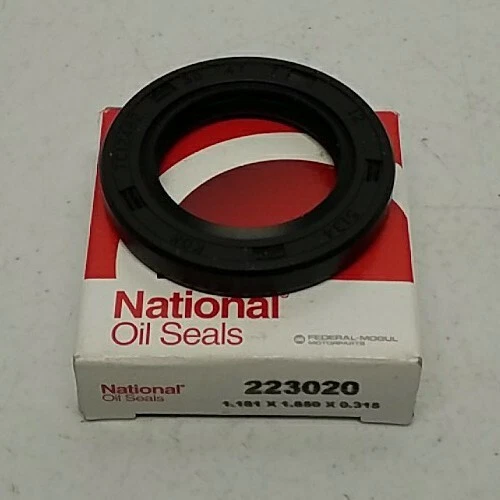 National®
Oil Seals
FEDERAL-MOGUL
MOTORPARTS
National® 223020
Oil Seals 1.181 X 1.850 X 0.315